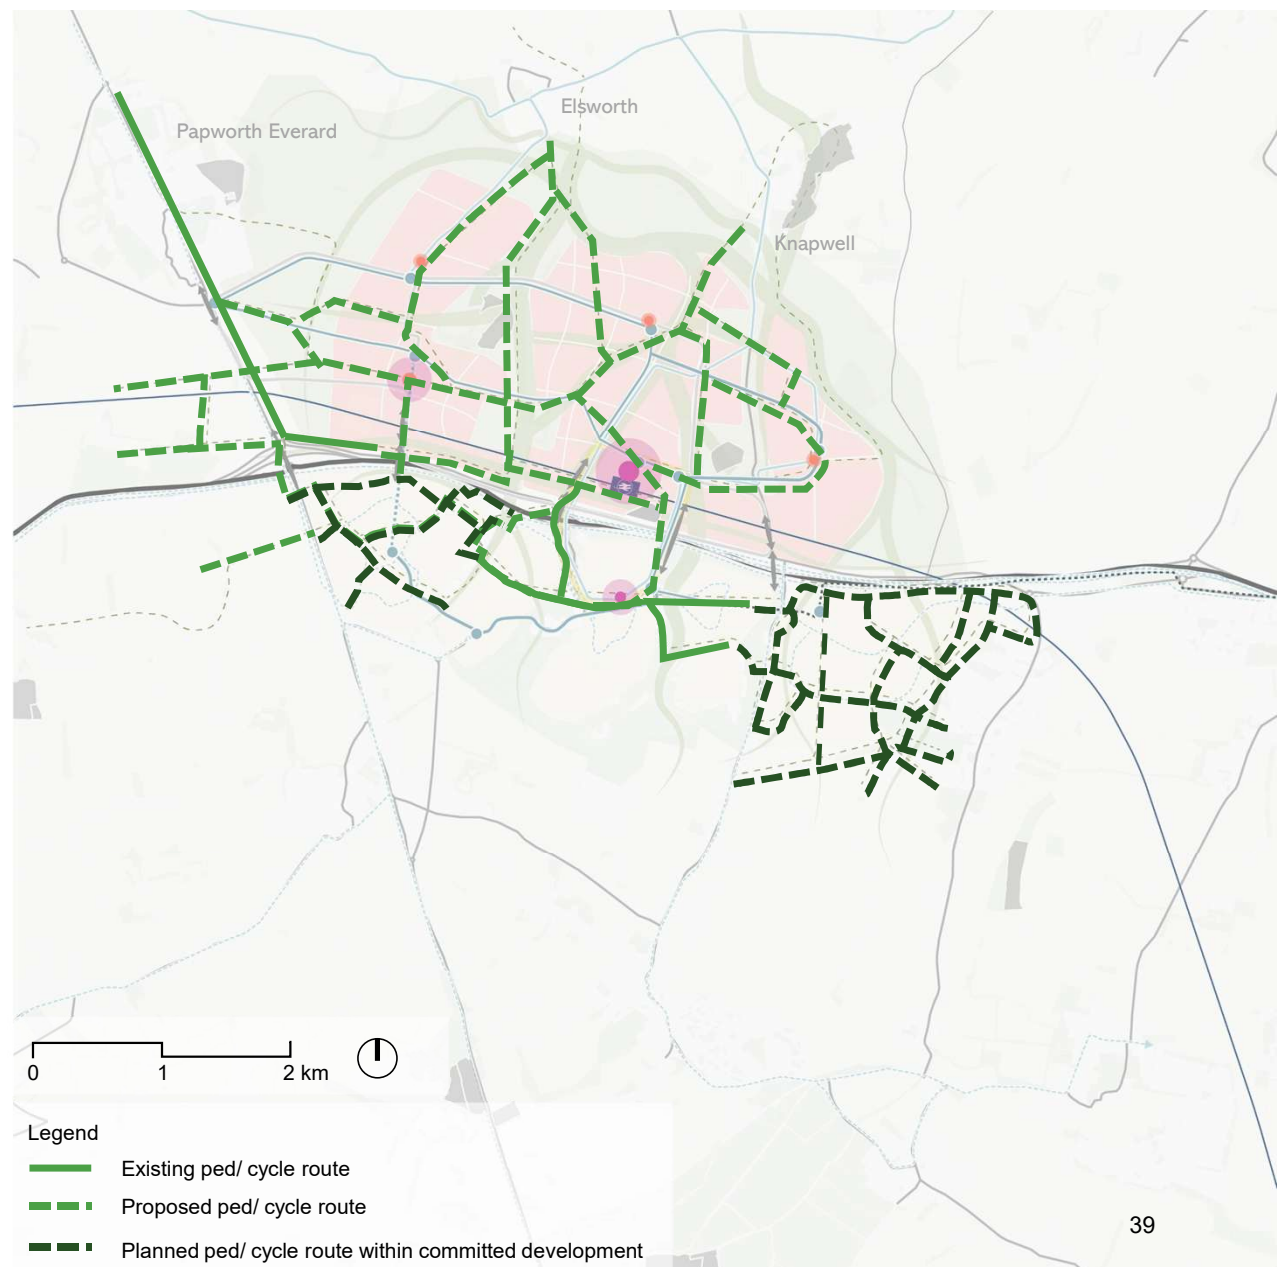 Elsworth
Papworth Everard
Knapwell
0 1 2 km
Legend
Existing ped/ cycle route
Proposed ped/ cycle route
39
Planned ped/ cycle route within committed development